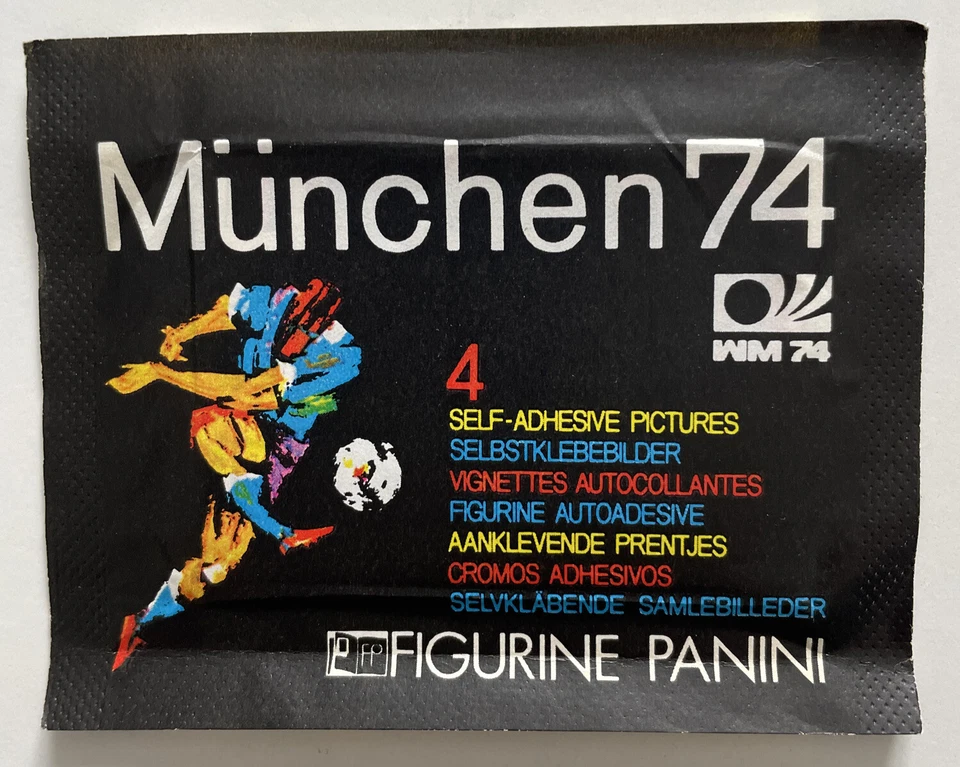 München 74
WM 74
4
SELF-ADHESIVE PICTURES
SELBSTKLEBEBILDER
VIGNETTES AUTOCOLLANTES
FIGURINE AUTOADESIVE
AANKLEVENDE PRENTJES
CROMOS ADHESIVOS
SELVKLÄBENDE SAMLEBILLEDER
FIGURINE PANINI